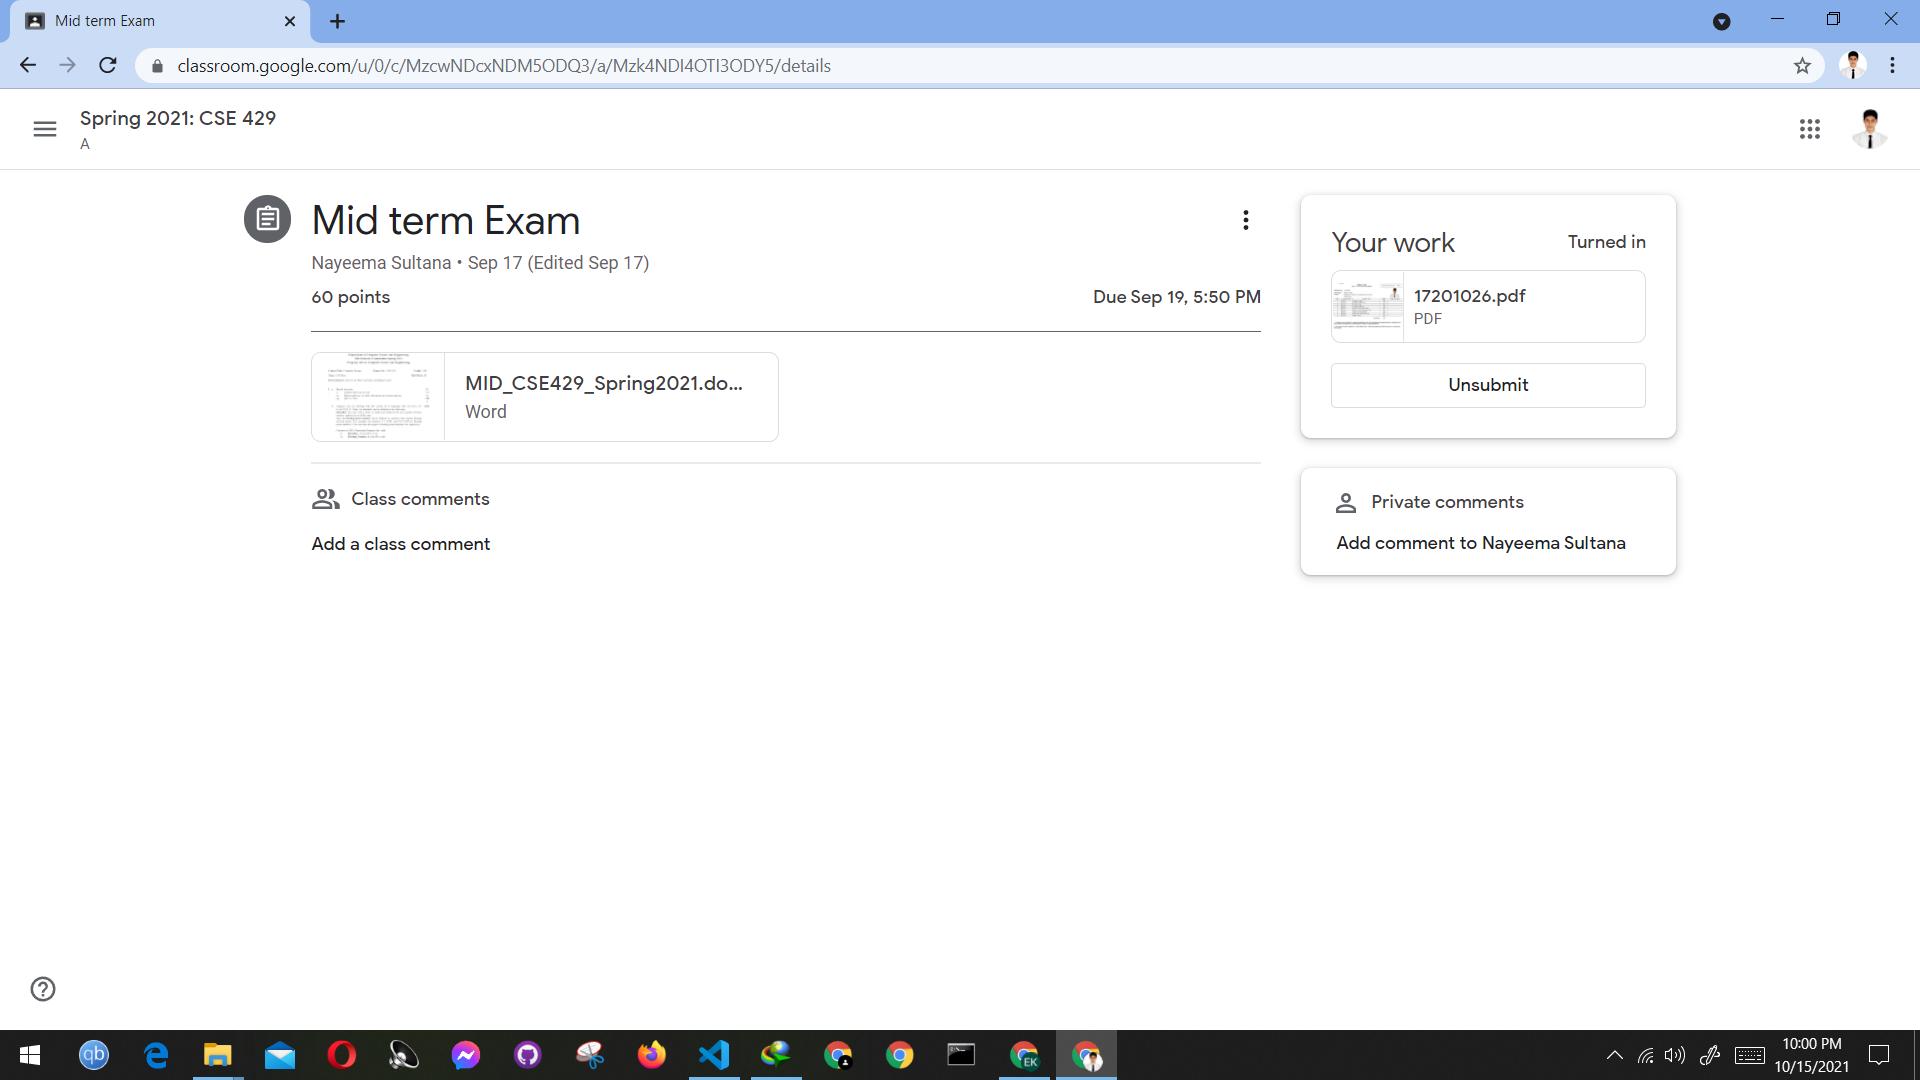 Mid term Exam
classroom.google.com/u/0/c/MzcwNDcxNDM5ODQ3/a/Mzk4NDI4OTI3ODY5/details
Spring 2021: CSE 429
A
Mid term Exam
Nayeema Sultana • Sep 17 (Edited Sep 17)
60 points
Due Sep 19, 5:50 PM
MID_CSE429_Spring2021.do...
Word
Class comments
Add a class comment
Your work
Turned in
17201026.pdf
PDF
Unsubmit
Private comments
Add comment to Nayeema Sultana
qb
EK
10:00 PM
10/15/2021